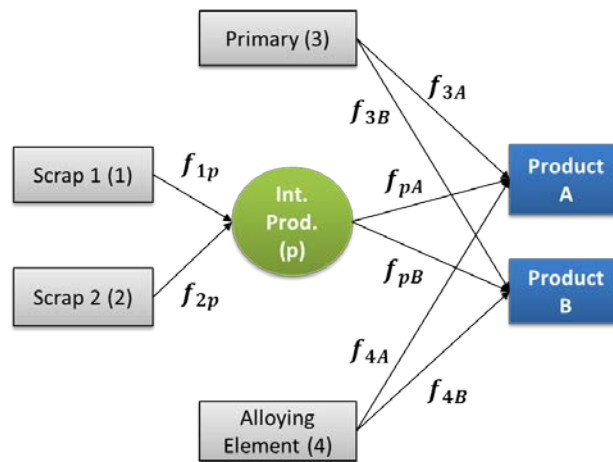 Primary (3)
f3A
f3B
Scrap 1 (1)
f1p
Int.
Prod.
(p)
fpA
Product
A
Scrap 2 (2)
f2p
fpB
Product
B
f4A
f4B
Alloying
Element (4)